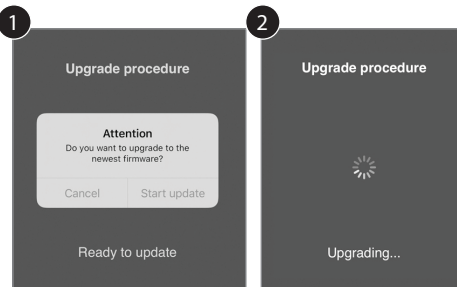 1
Upgrade procedure
Attention
Do you want to upgrade to the
newest firmware?
Cancel
Start update
Ready to update
2
Upgrade procedure
Upgrading...